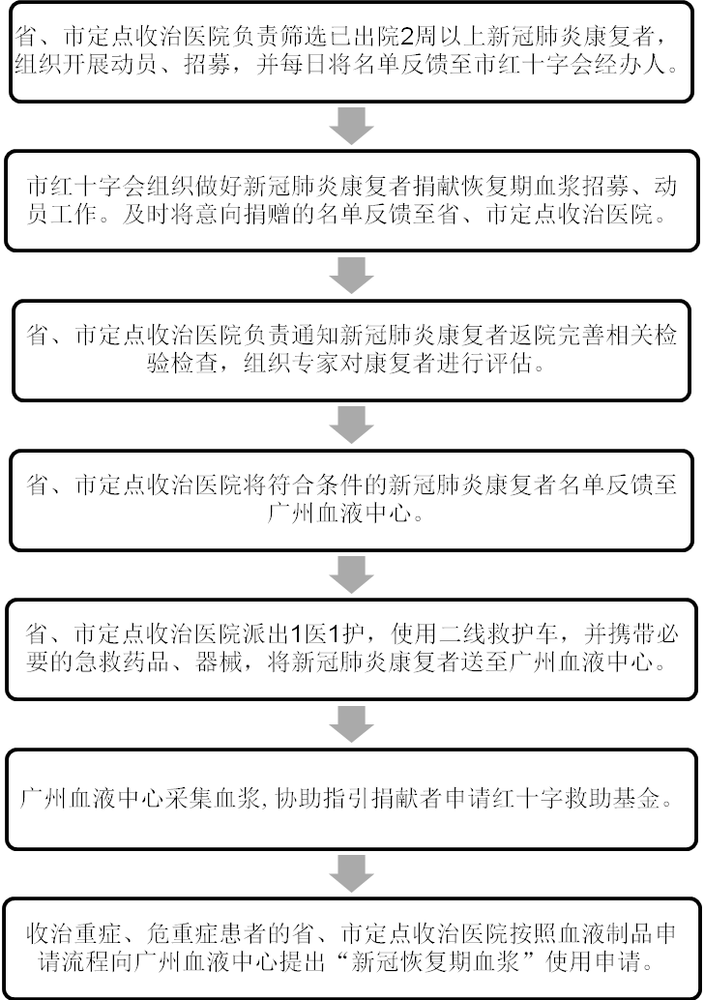 省、市定点收治医院负责筛选已出院2周以上新冠肺炎康复者，
组织开展动员、招募，并每日将名单反馈至市红十字会经办人。
市红十字会组织做好新冠肺炎康复者捐献恢复期血浆招募、动
员工作。及时将意向捐赠的名单反馈至省、市定点收治医院。
省、市定点收治医院负责通知新冠肺炎康复者返院完善相关检
验检查，组织专家对康复者进行评估。
省、市定点收治医院将符合条件的新冠肺炎康复者名单反馈至
广州血液中心。
省、市定点收治医院派出1医1护，使用二线救护车，并携带必
要的急救药品、器械，将新冠肺炎康复者送至广州血液中心。
广州血液中心采集血浆,协助指引捐献者申请红十字救助基金。
收治重症、危重症患者的省、市定点收治医院按照血液制品申
请流程向广州血液中心提出“新冠恢复期血浆”使用申请。